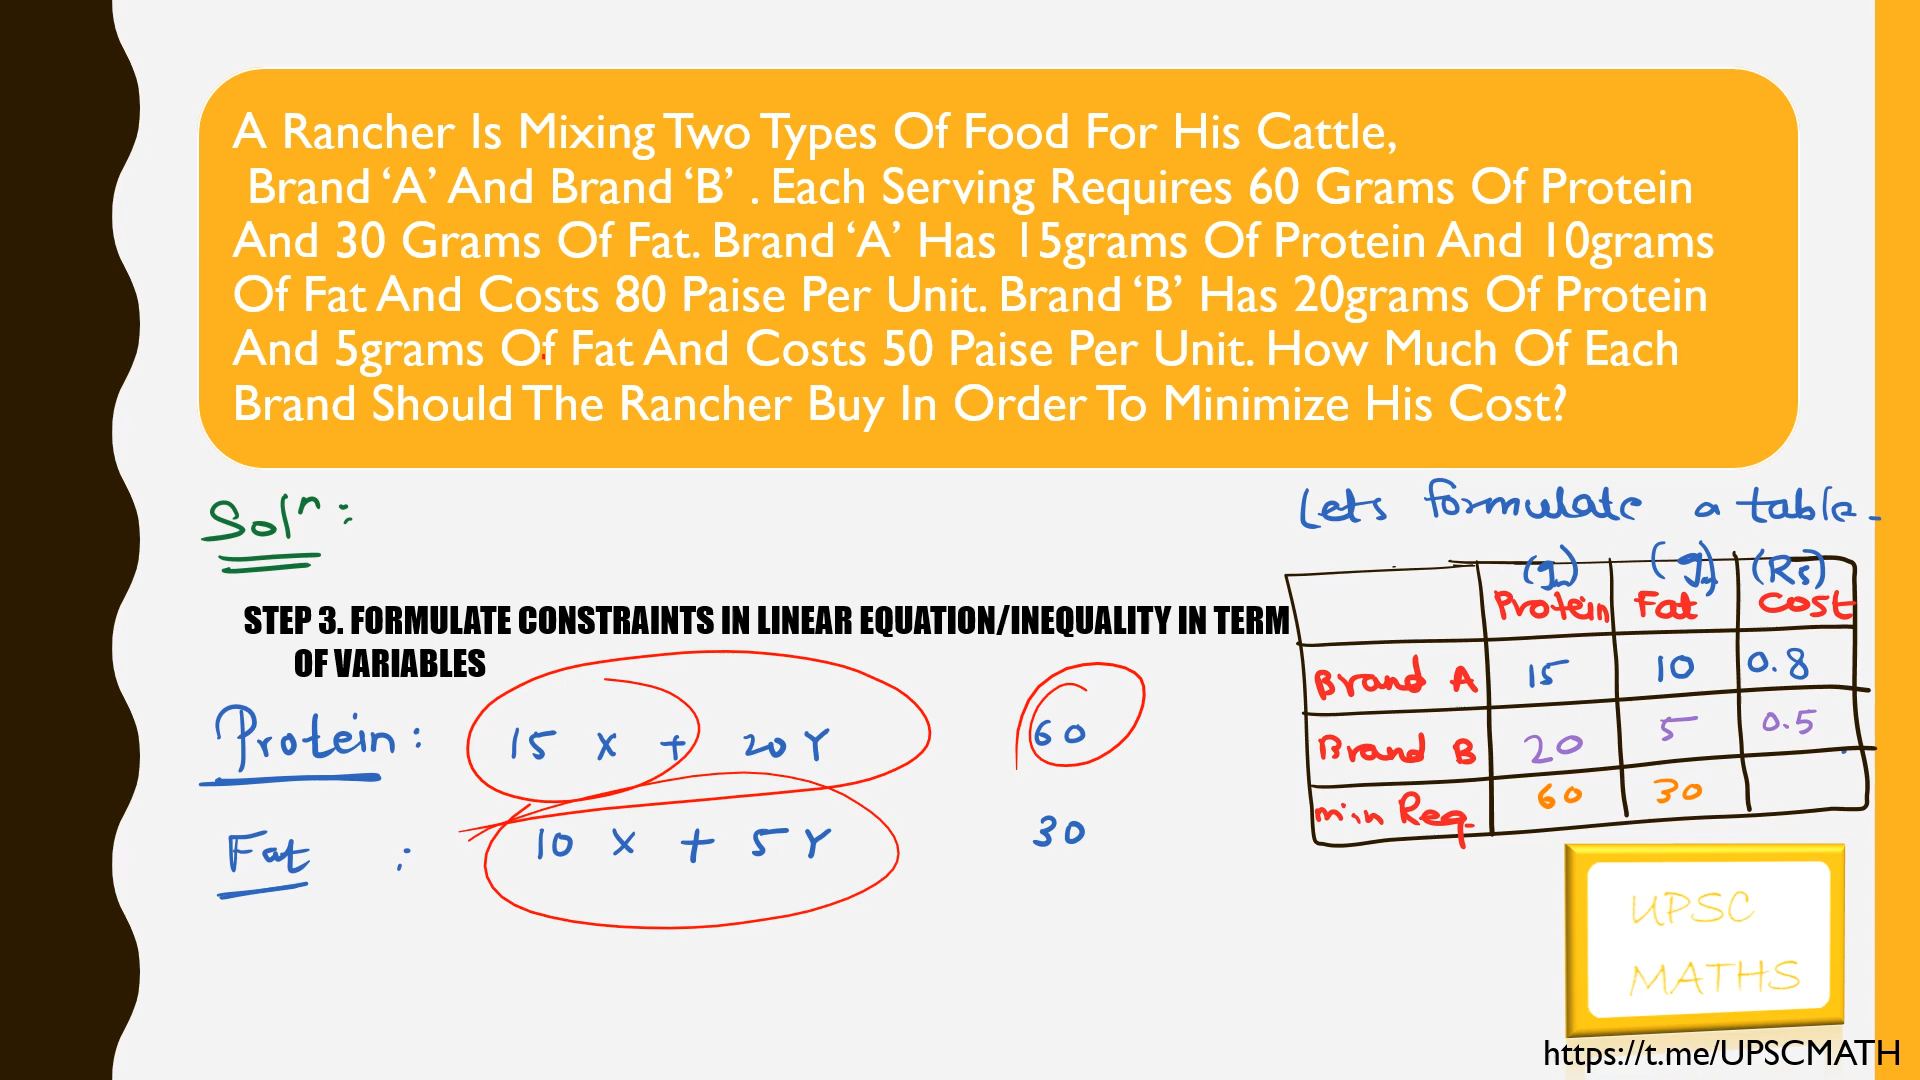 A Rancher Is Mixing Two Types Of Food For His Cattle,
Brand ‘A’ And Brand ‘B’ . Each Serving Requires 60 Grams Of Protein
And 30 Grams Of Fat. Brand ‘A’ Has 15grams Of Protein And 10grams
Of Fat And Costs 80 Paise Per Unit. Brand ‘B’ Has 20grams Of Protein
And 5grams Of Fat And Costs 50 Paise Per Unit. How Much Of Each
Brand Should The Rancher Buy In Order To Minimize His Cost?
Solⁿ:
Lets formulate a table.
(gm) (gm) (Rs)
Protein Fat Cost
Brand A 15 10 0.8
Brand B 20 5 0.5
min Req. 60 30
STEP 3. FORMULATE CONSTRAINTS IN LINEAR EQUATION/INEQUALITY IN TERM
OF VARIABLES
Protein: 15 X + 20 Y 60
Fat : 10 X + 5 Y 30
UPSC
MATHS
https://t.me/UPSCMATH